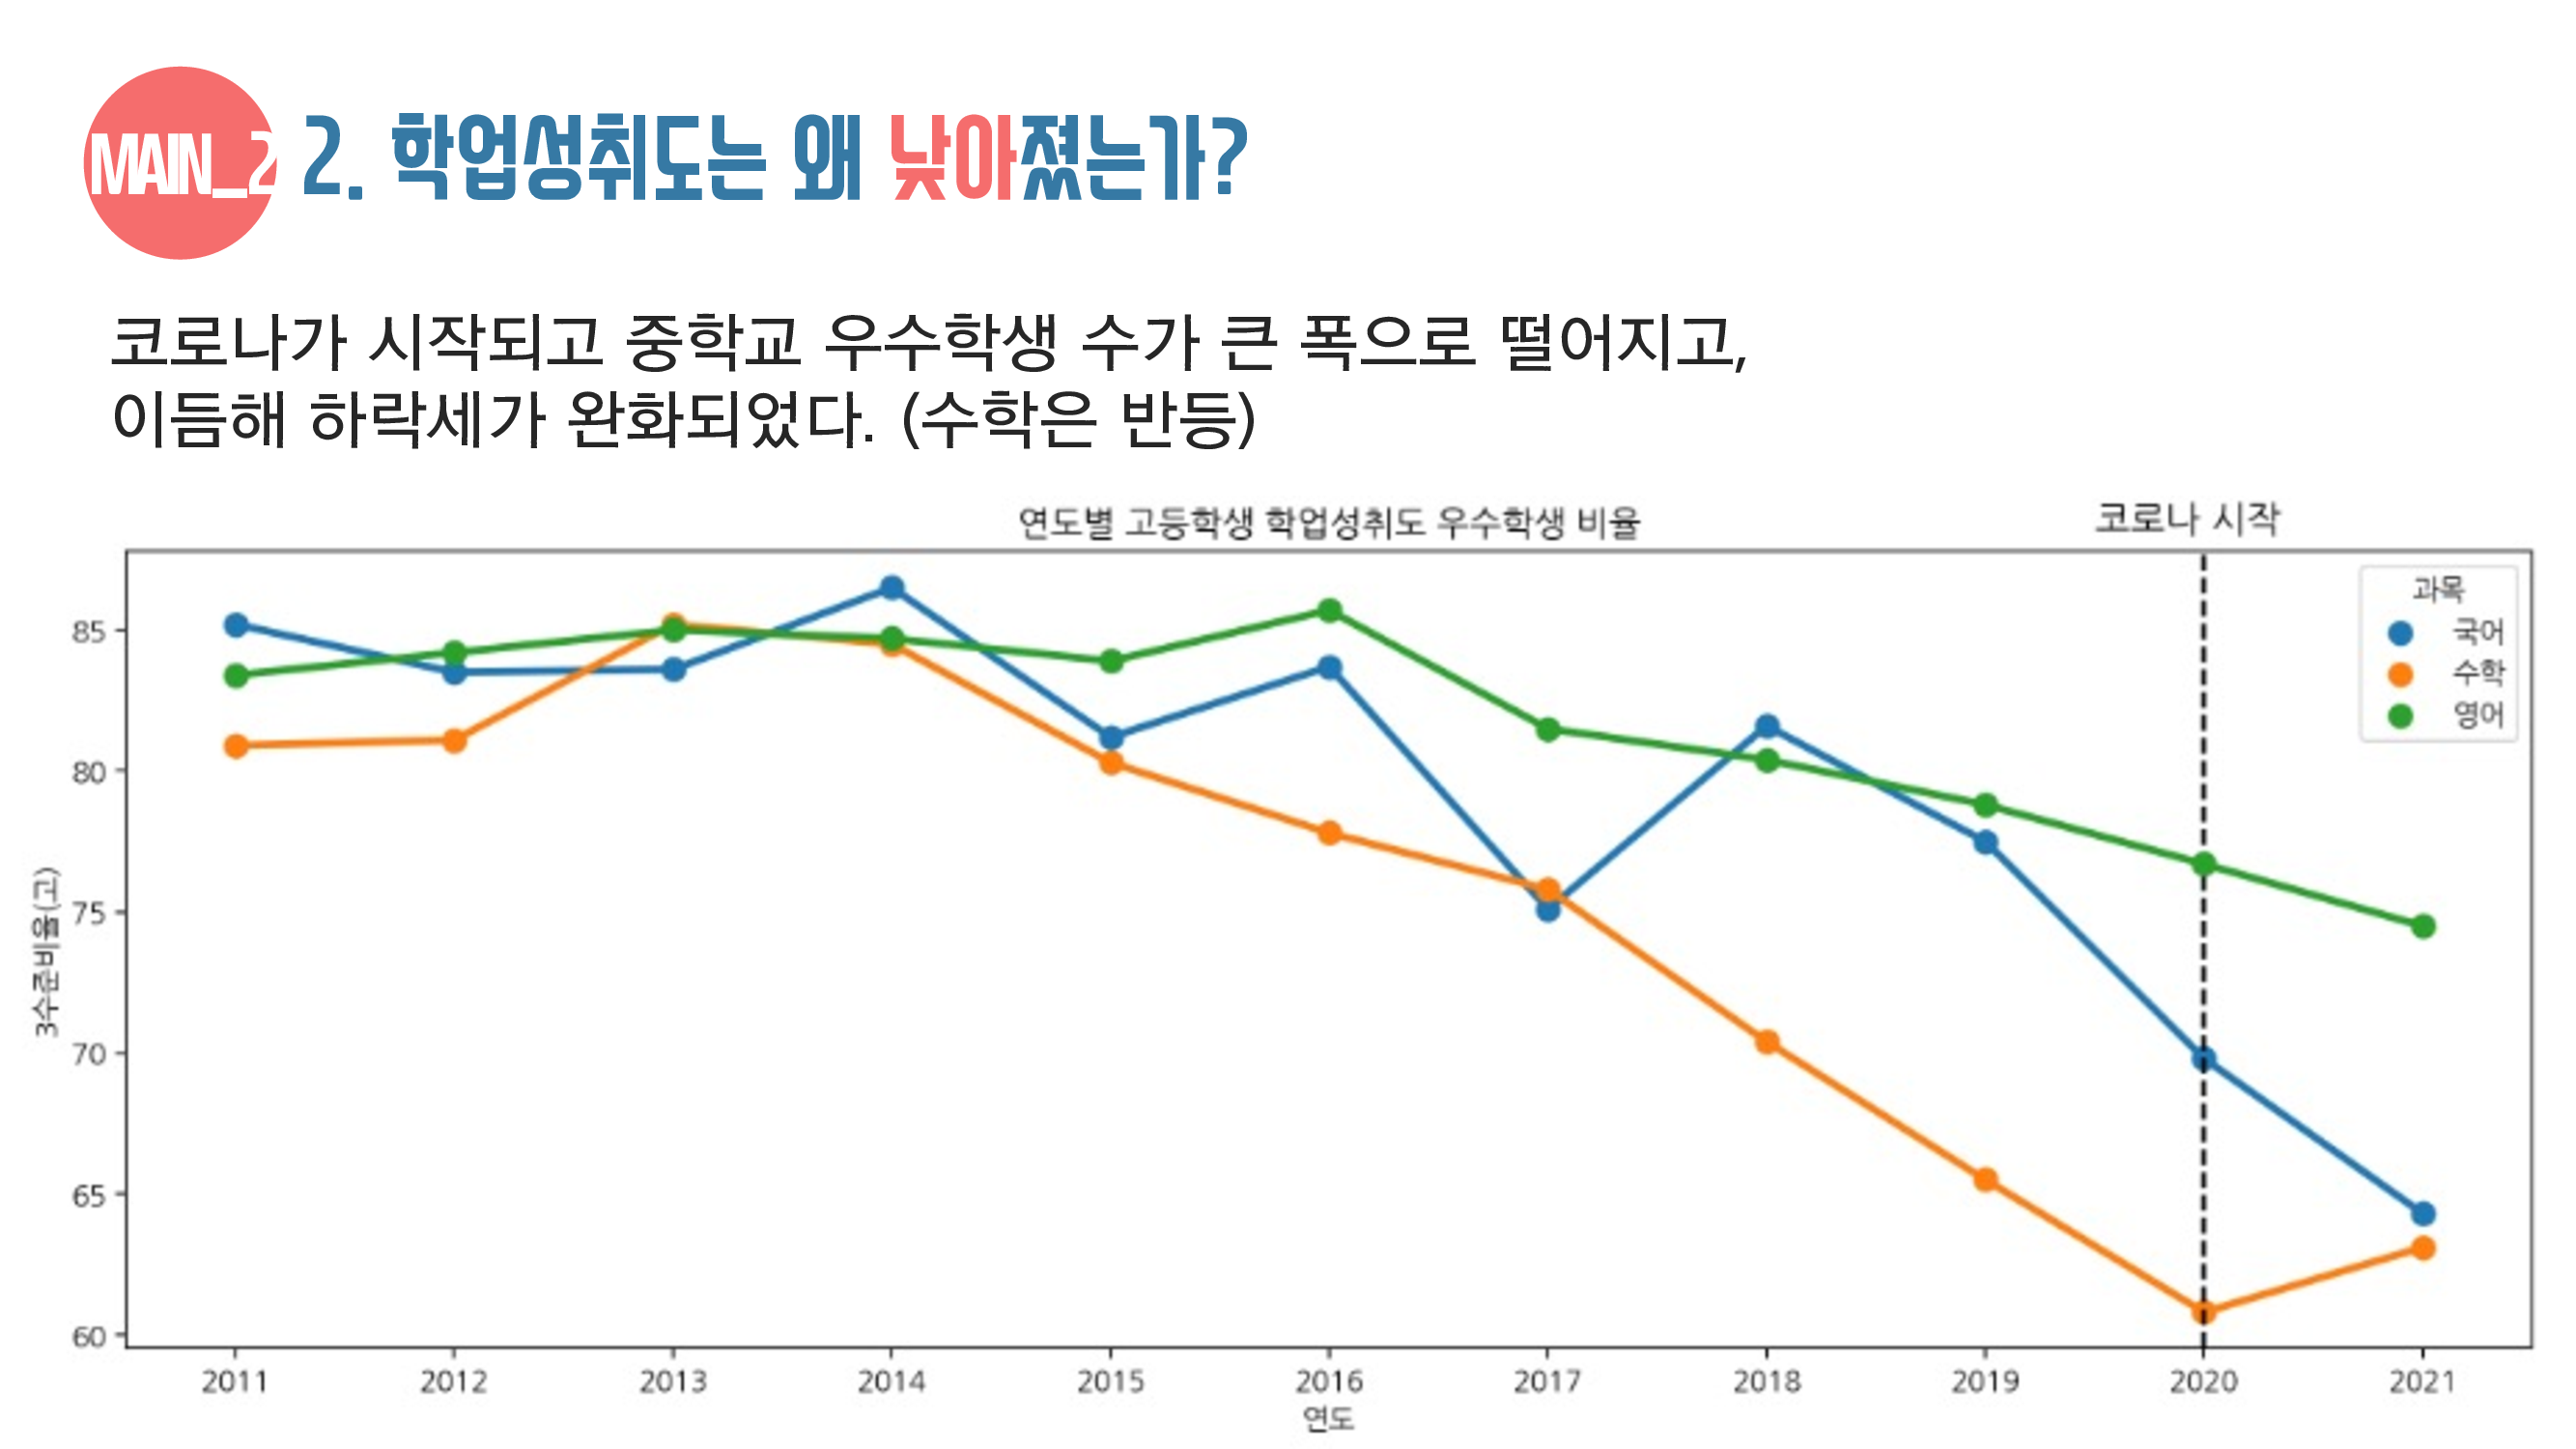 MAIN_2
2. 학업성취도는 왜 낮아졌는가?
코로나가 시작되고 중학교 우수학생 수가 큰 폭으로 떨어지고,
이듬해 하락세가 완화되었다. (수학은 반등)
연도별 고등학생 학업성취도 우수학생 비율
코로나 시작
과목
국어
수학
영어
3수준비율(고)
85
80
75
70
65
60
2011 2012 2013 2014 2015 2016 2017 2018 2019 2020 2021
연도